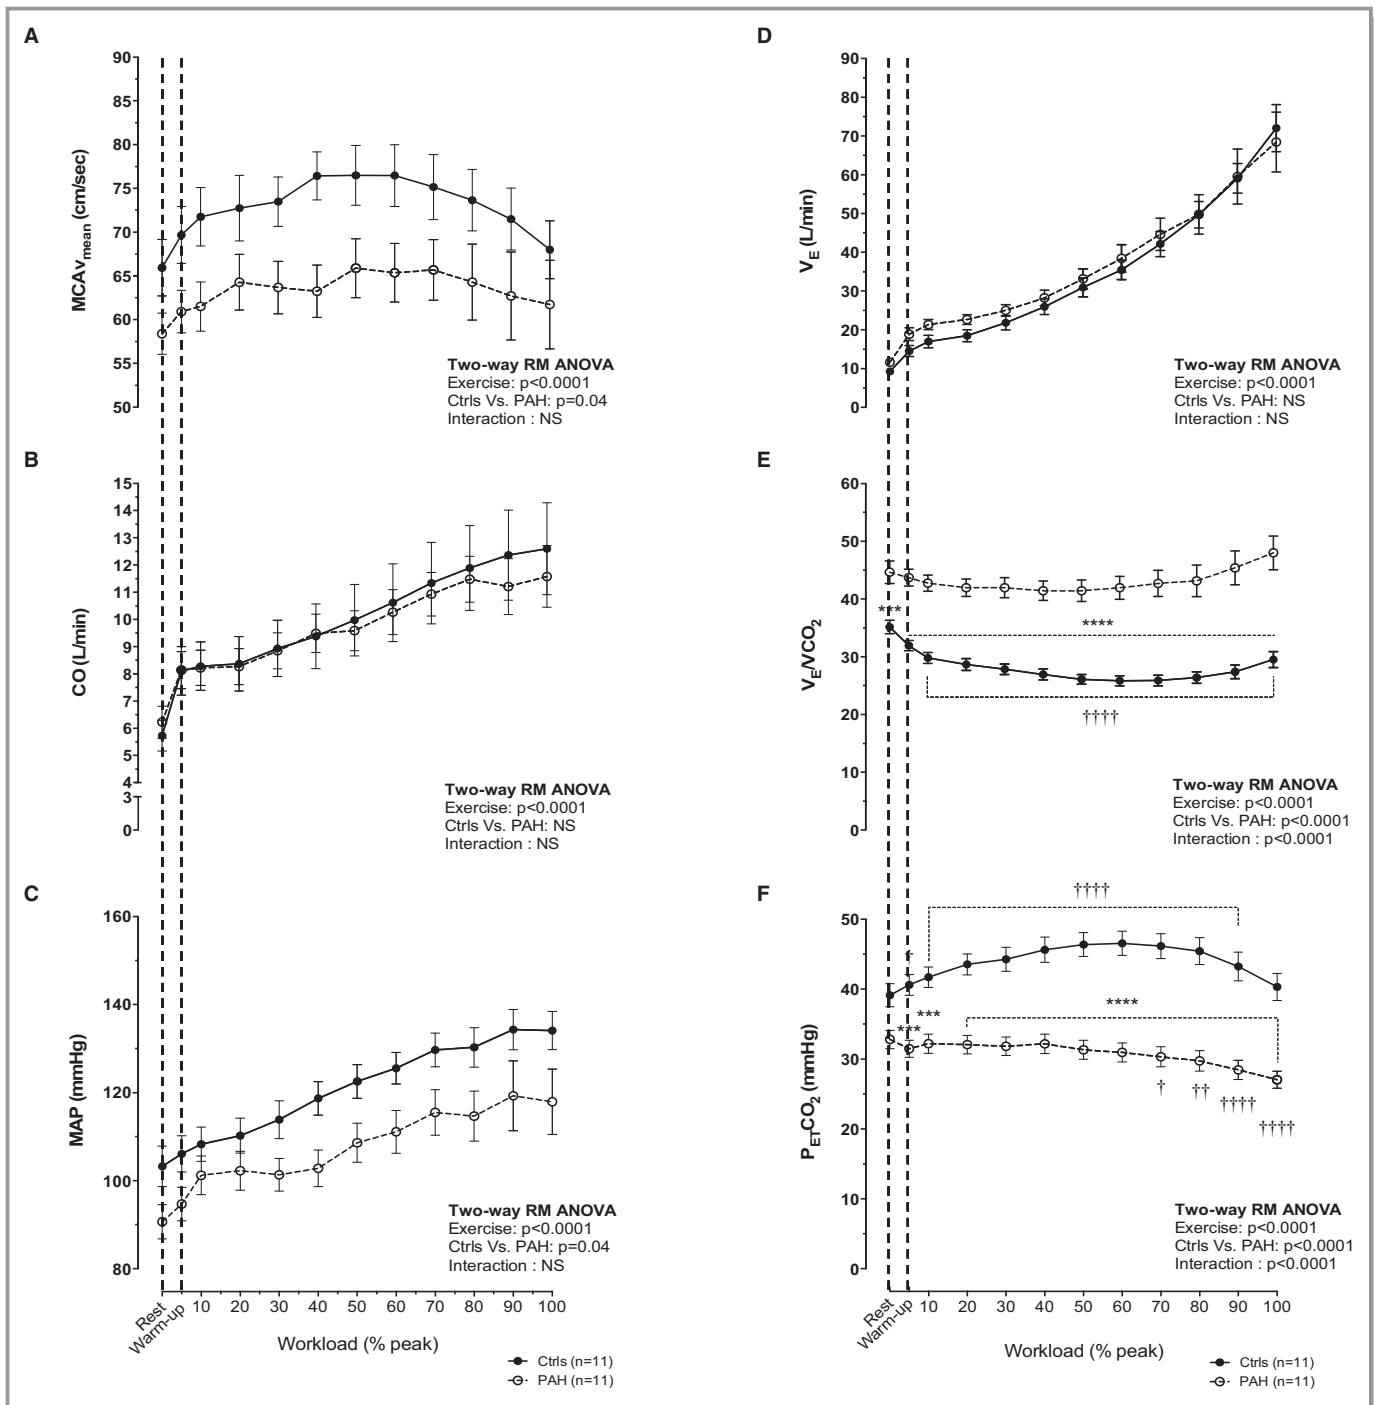 A
90
85
80
75
70
65
60
55
50
MCAvmean (cm/sec)
Two-way RM ANOVA
Exercise: p<0.0001
Ctrls Vs. PAH: p=0.04
Interaction : NS
B
15
14
13
12
11
10
9
8
7
6
5
4
3
0
CO (L/min)
Two-way RM ANOVA
Exercise: p<0.0001
Ctrls Vs. PAH: NS
Interaction : NS
C
160
140
120
100
80
MAP (mmHg)
Two-way RM ANOVA
Exercise: p<0.0001
Ctrls Vs. PAH: p=0.04
Interaction : NS
Rest Warm-up 10 20 30 40 50 60 70 80 90 100
Workload (% peak)
Ctrls (n=11)
PAH (n=11)
D
90
80
70
60
50
40
30
20
10
0
VE (L/min)
Two-way RM ANOVA
Exercise: p<0.0001
Ctrls Vs. PAH: NS
Interaction : NS
E
60
50
40
30
20
10
0
VE/VCO2
***
****
††††
Two-way RM ANOVA
Exercise: p<0.0001
Ctrls Vs. PAH: p<0.0001
Interaction : p<0.0001
F
50
40
30
20
10
0
PETCO2 (mmHg)
††††
†
****
***
***
† †† †††† ††††
Two-way RM ANOVA
Exercise: p<0.0001
Ctrls Vs. PAH: p<0.0001
Interaction : p<0.0001
Rest Warm-up 10 20 30 40 50 60 70 80 90 100
Workload (% peak)
Ctrls (n=11)
PAH (n=11)